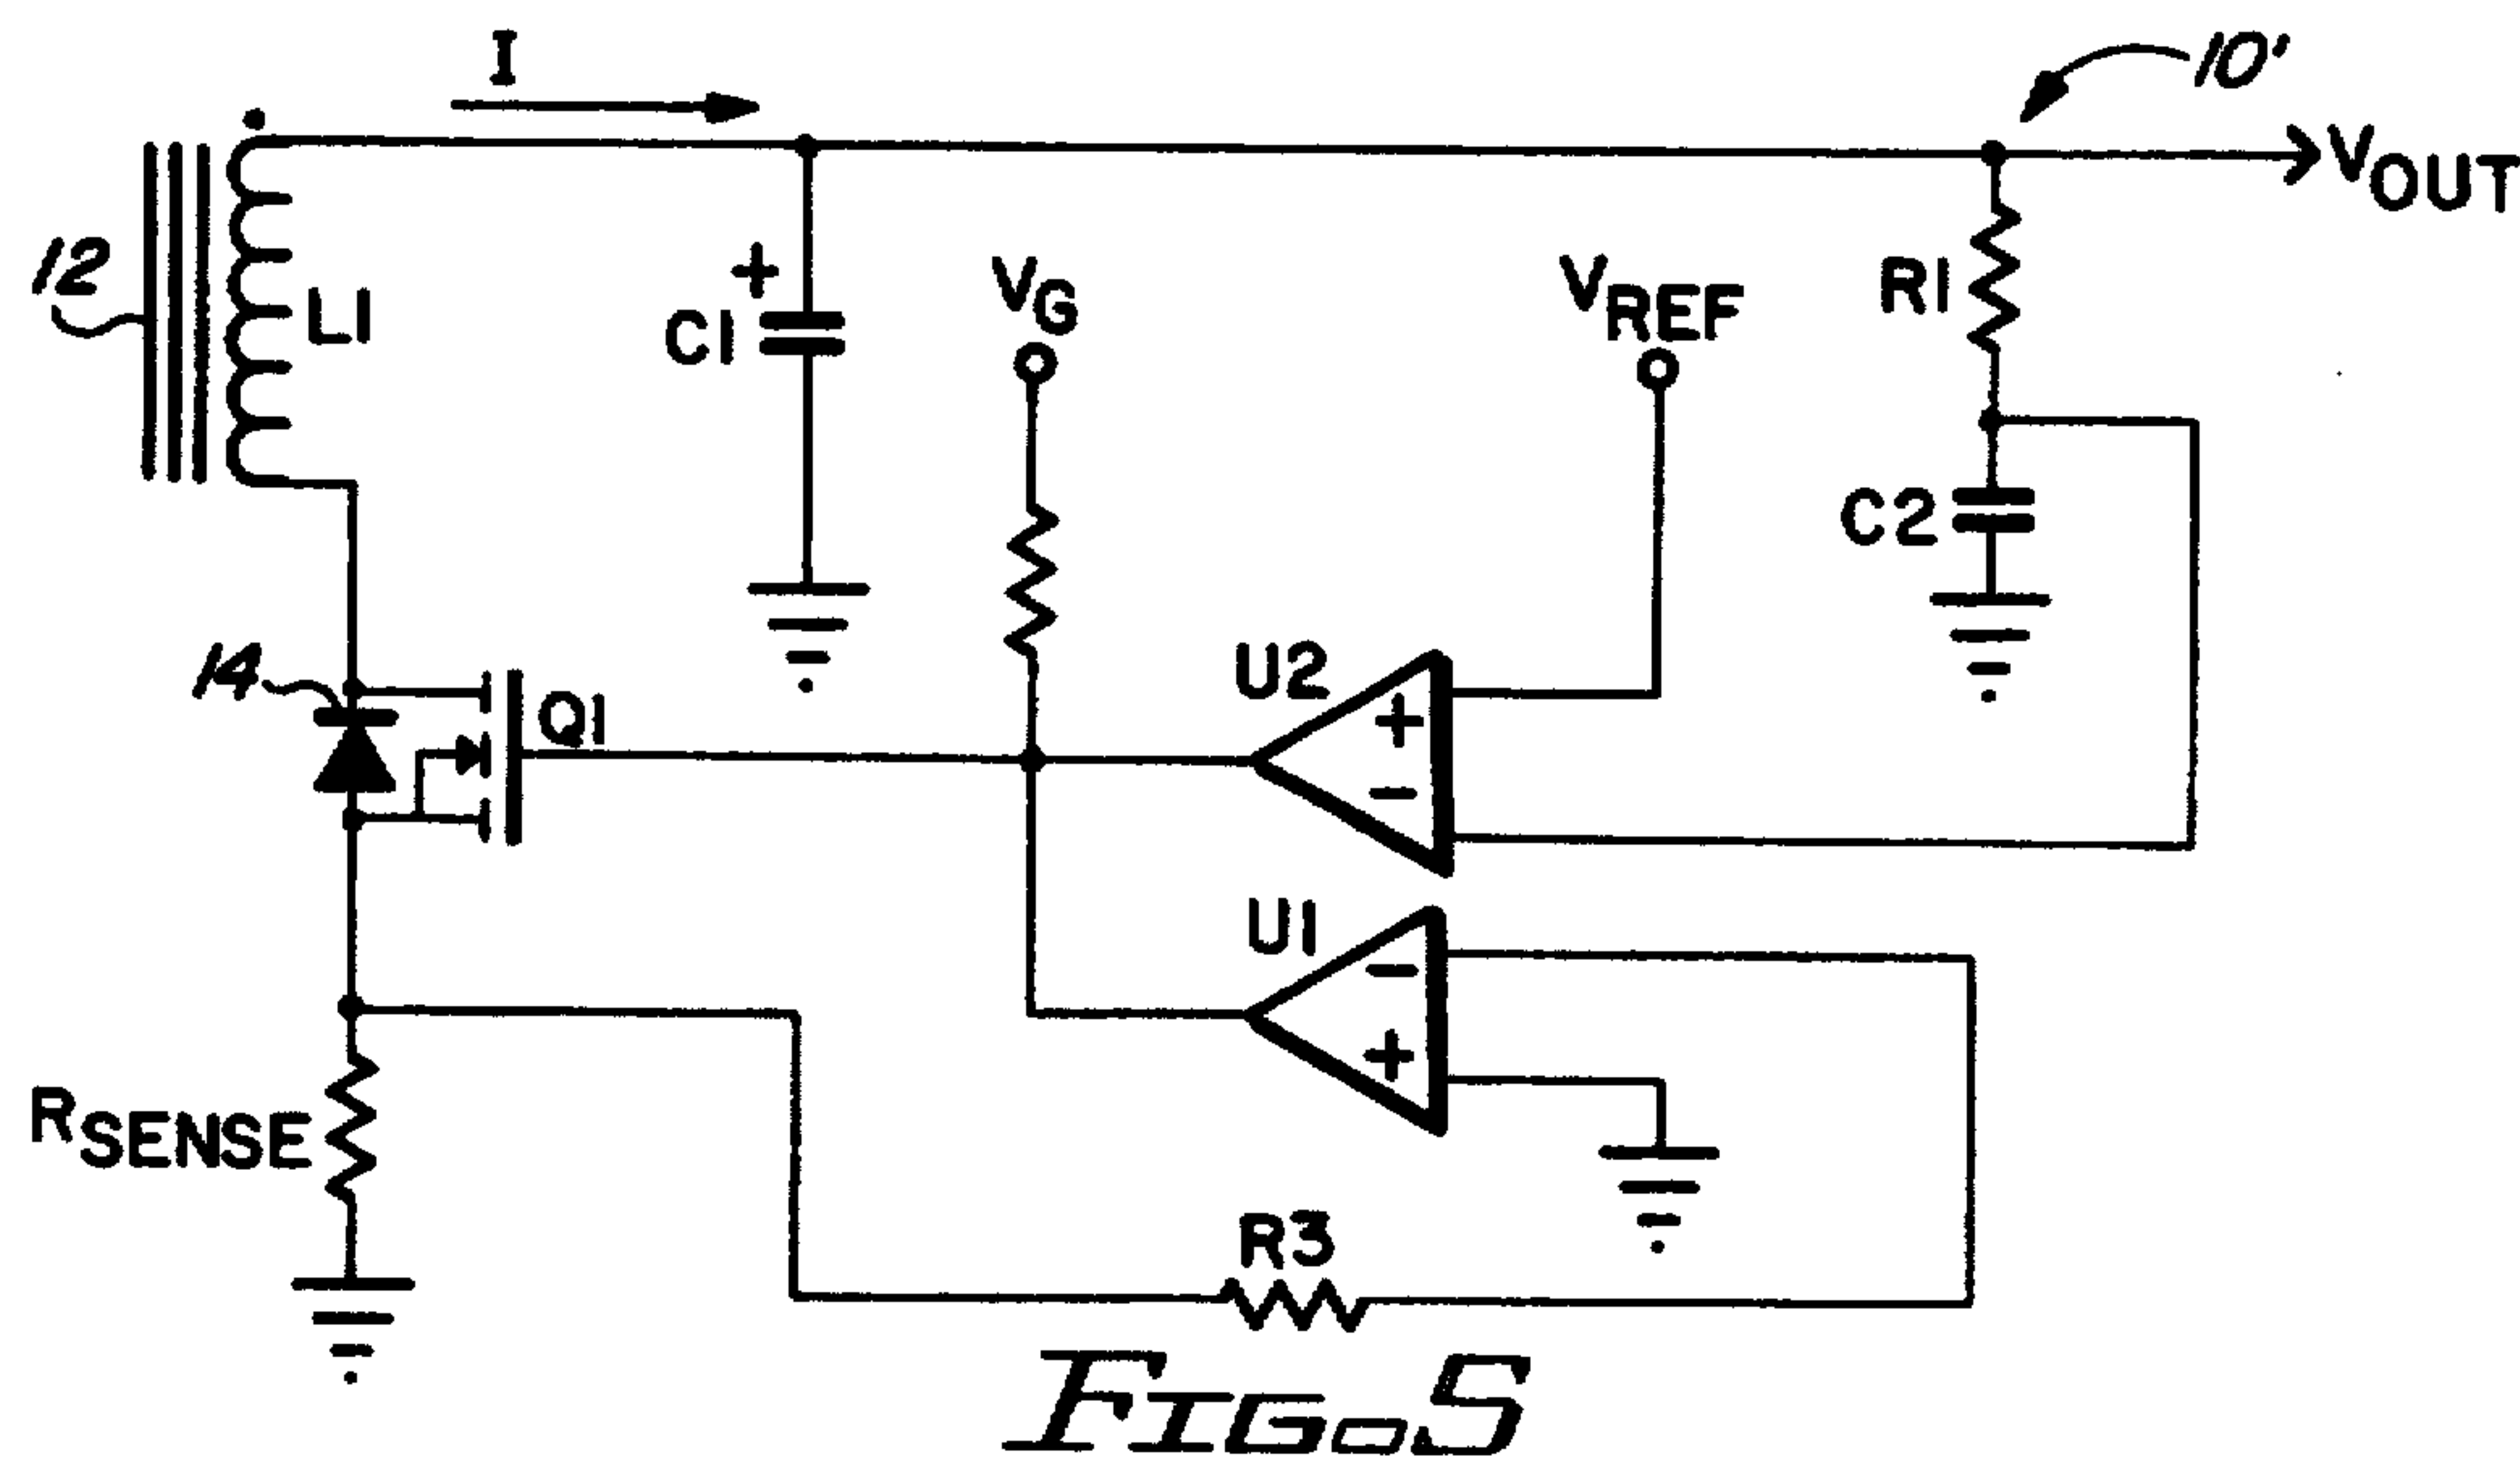 I
10'
VOUT
12
L1
+
C1
VG
VREF
R1
C2
14
Q1
U2
+
−
U1
−
+
RSENSE
R3
FIG. 5